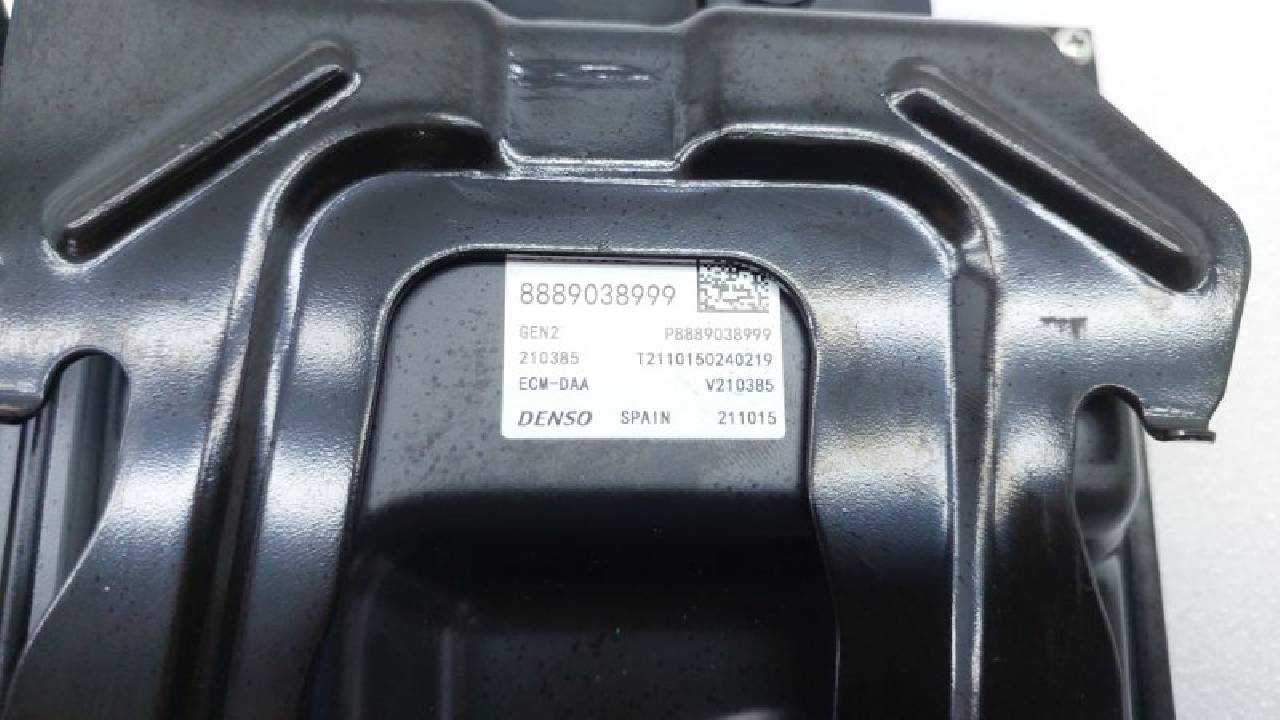 8889038999
GEN2 P8889038999
210385 T2110150240219
ECM-DAA V210385
DENSO SPAIN 211015